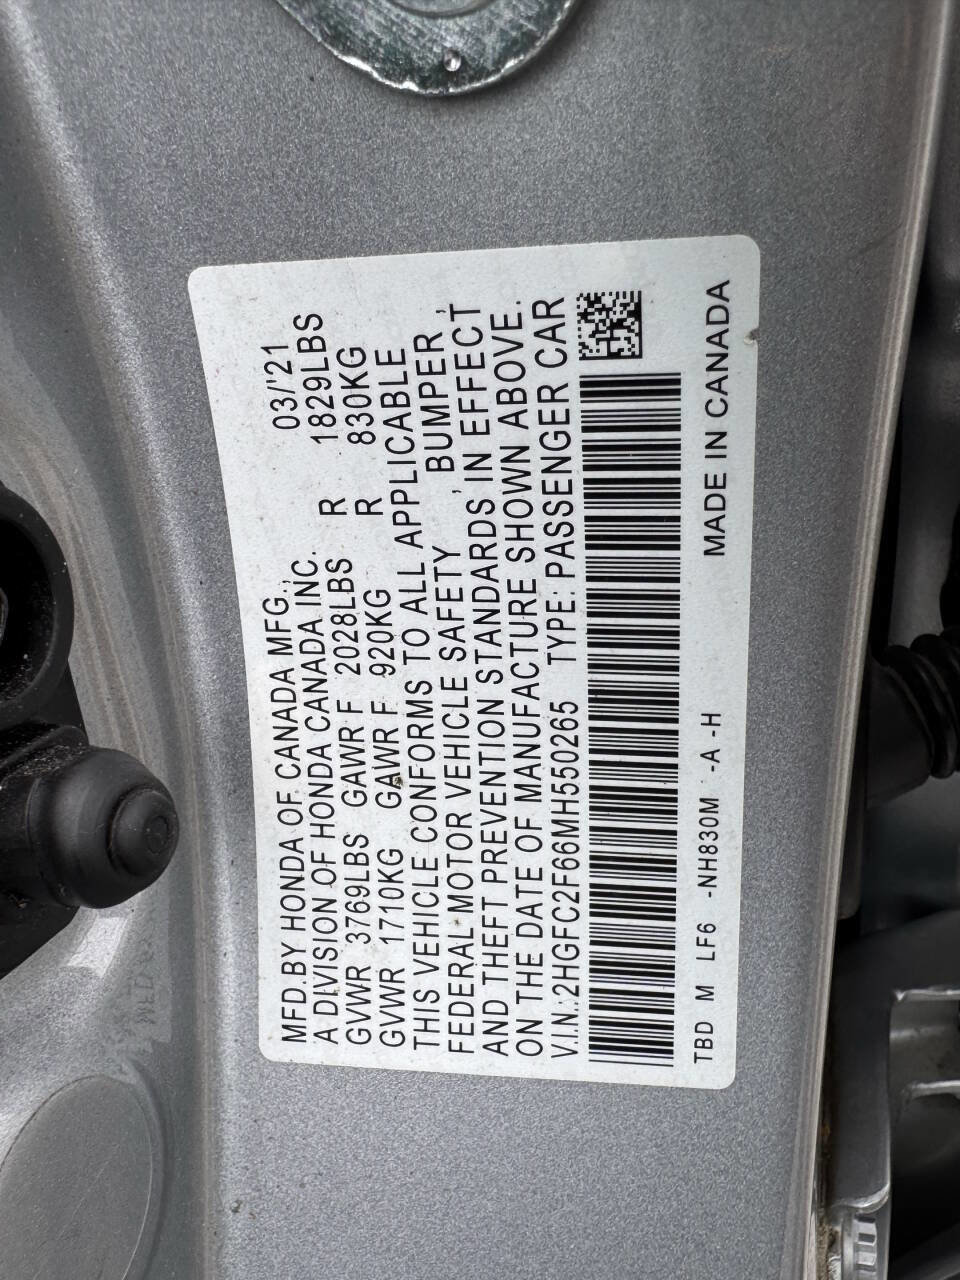 MFD.BY HONDA OF CANADA MFG., 03/'21
A DIVISION OF HONDA CANADA INC.
GVWR 3769LBS GAWR F 2028LBS R 1829LBS
GVWR 1710KG GAWR F 920KG R 830KG
THIS VEHICLE CONFORMS TO ALL APPLICABLE
FEDERAL MOTOR VEHICLE SAFETY , BUMPER ,
AND THEFT PREVENTION STANDARDS IN EFFECT
ON THE DATE OF MANUFACTURE SHOWN ABOVE.
V.I.N.:2HGFC2F66MH550265 TYPE: PASSENGER CAR
TBD M LF6 -NH830M -A -H MADE IN CANADA